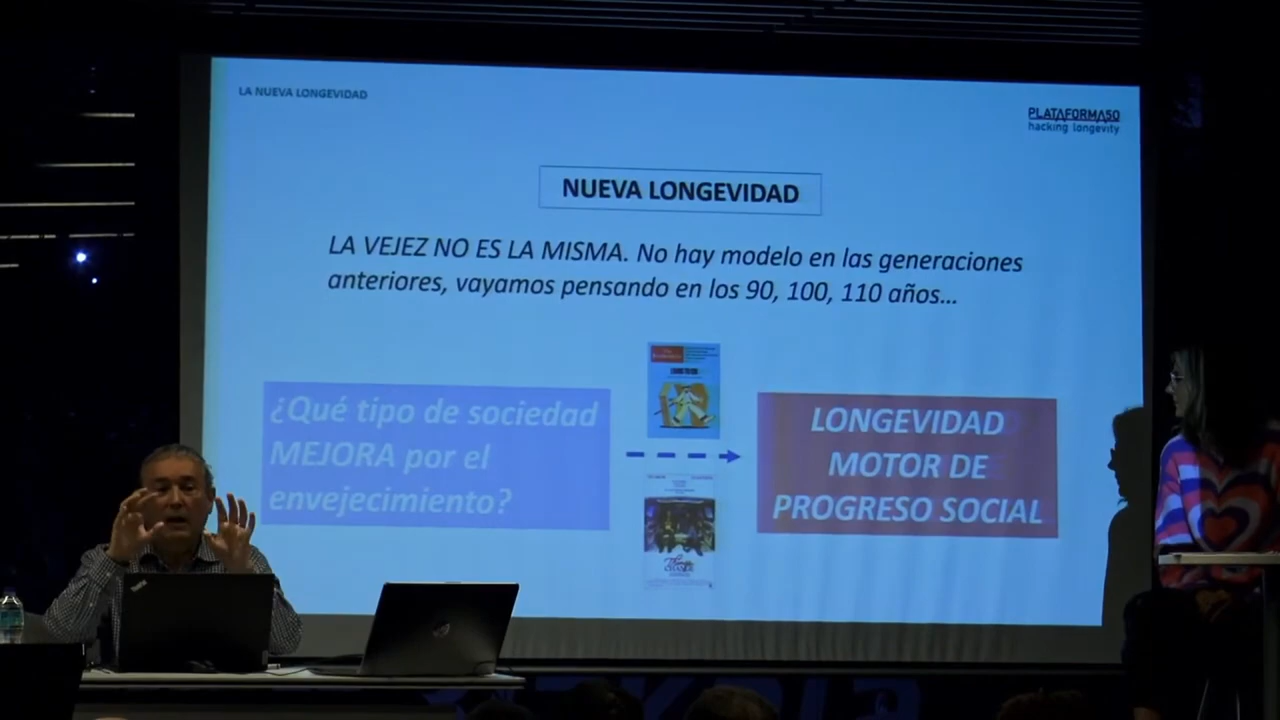 LA NUEVA LONGEVIDAD
PLATAFORMA50
hacking longevity
NUEVA LONGEVIDAD
LA VEJEZ NO ES LA MISMA. No hay modelo en las generaciones
anteriores, vayamos pensando en los 90, 100, 110 años...
¿Qué tipo de sociedad
MEJORA por el
envejecimiento?
LONGEVIDAD
MOTOR DE
PROGRESO SOCIAL